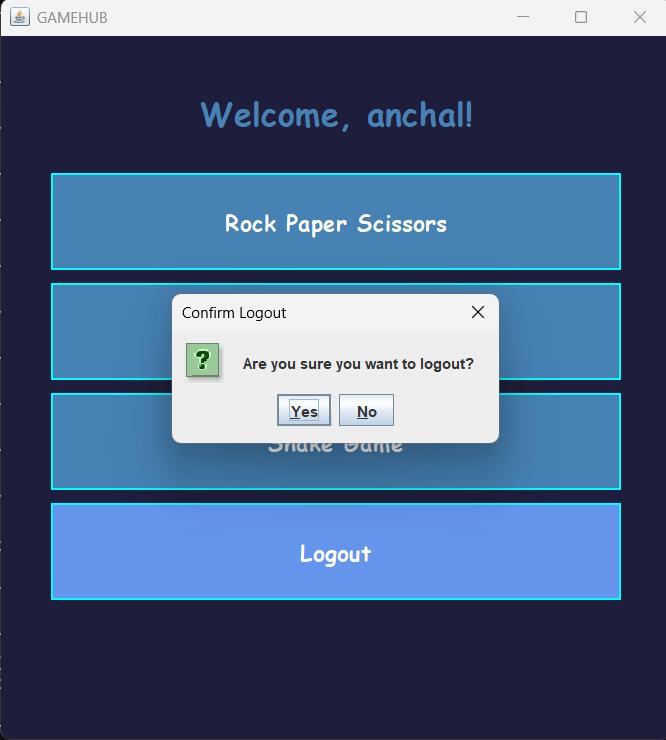 GAMEHUB
Welcome, anchal!
Rock Paper Scissors
Confirm Logout
Are you sure you want to logout?
Yes No
Snake Game
Logout